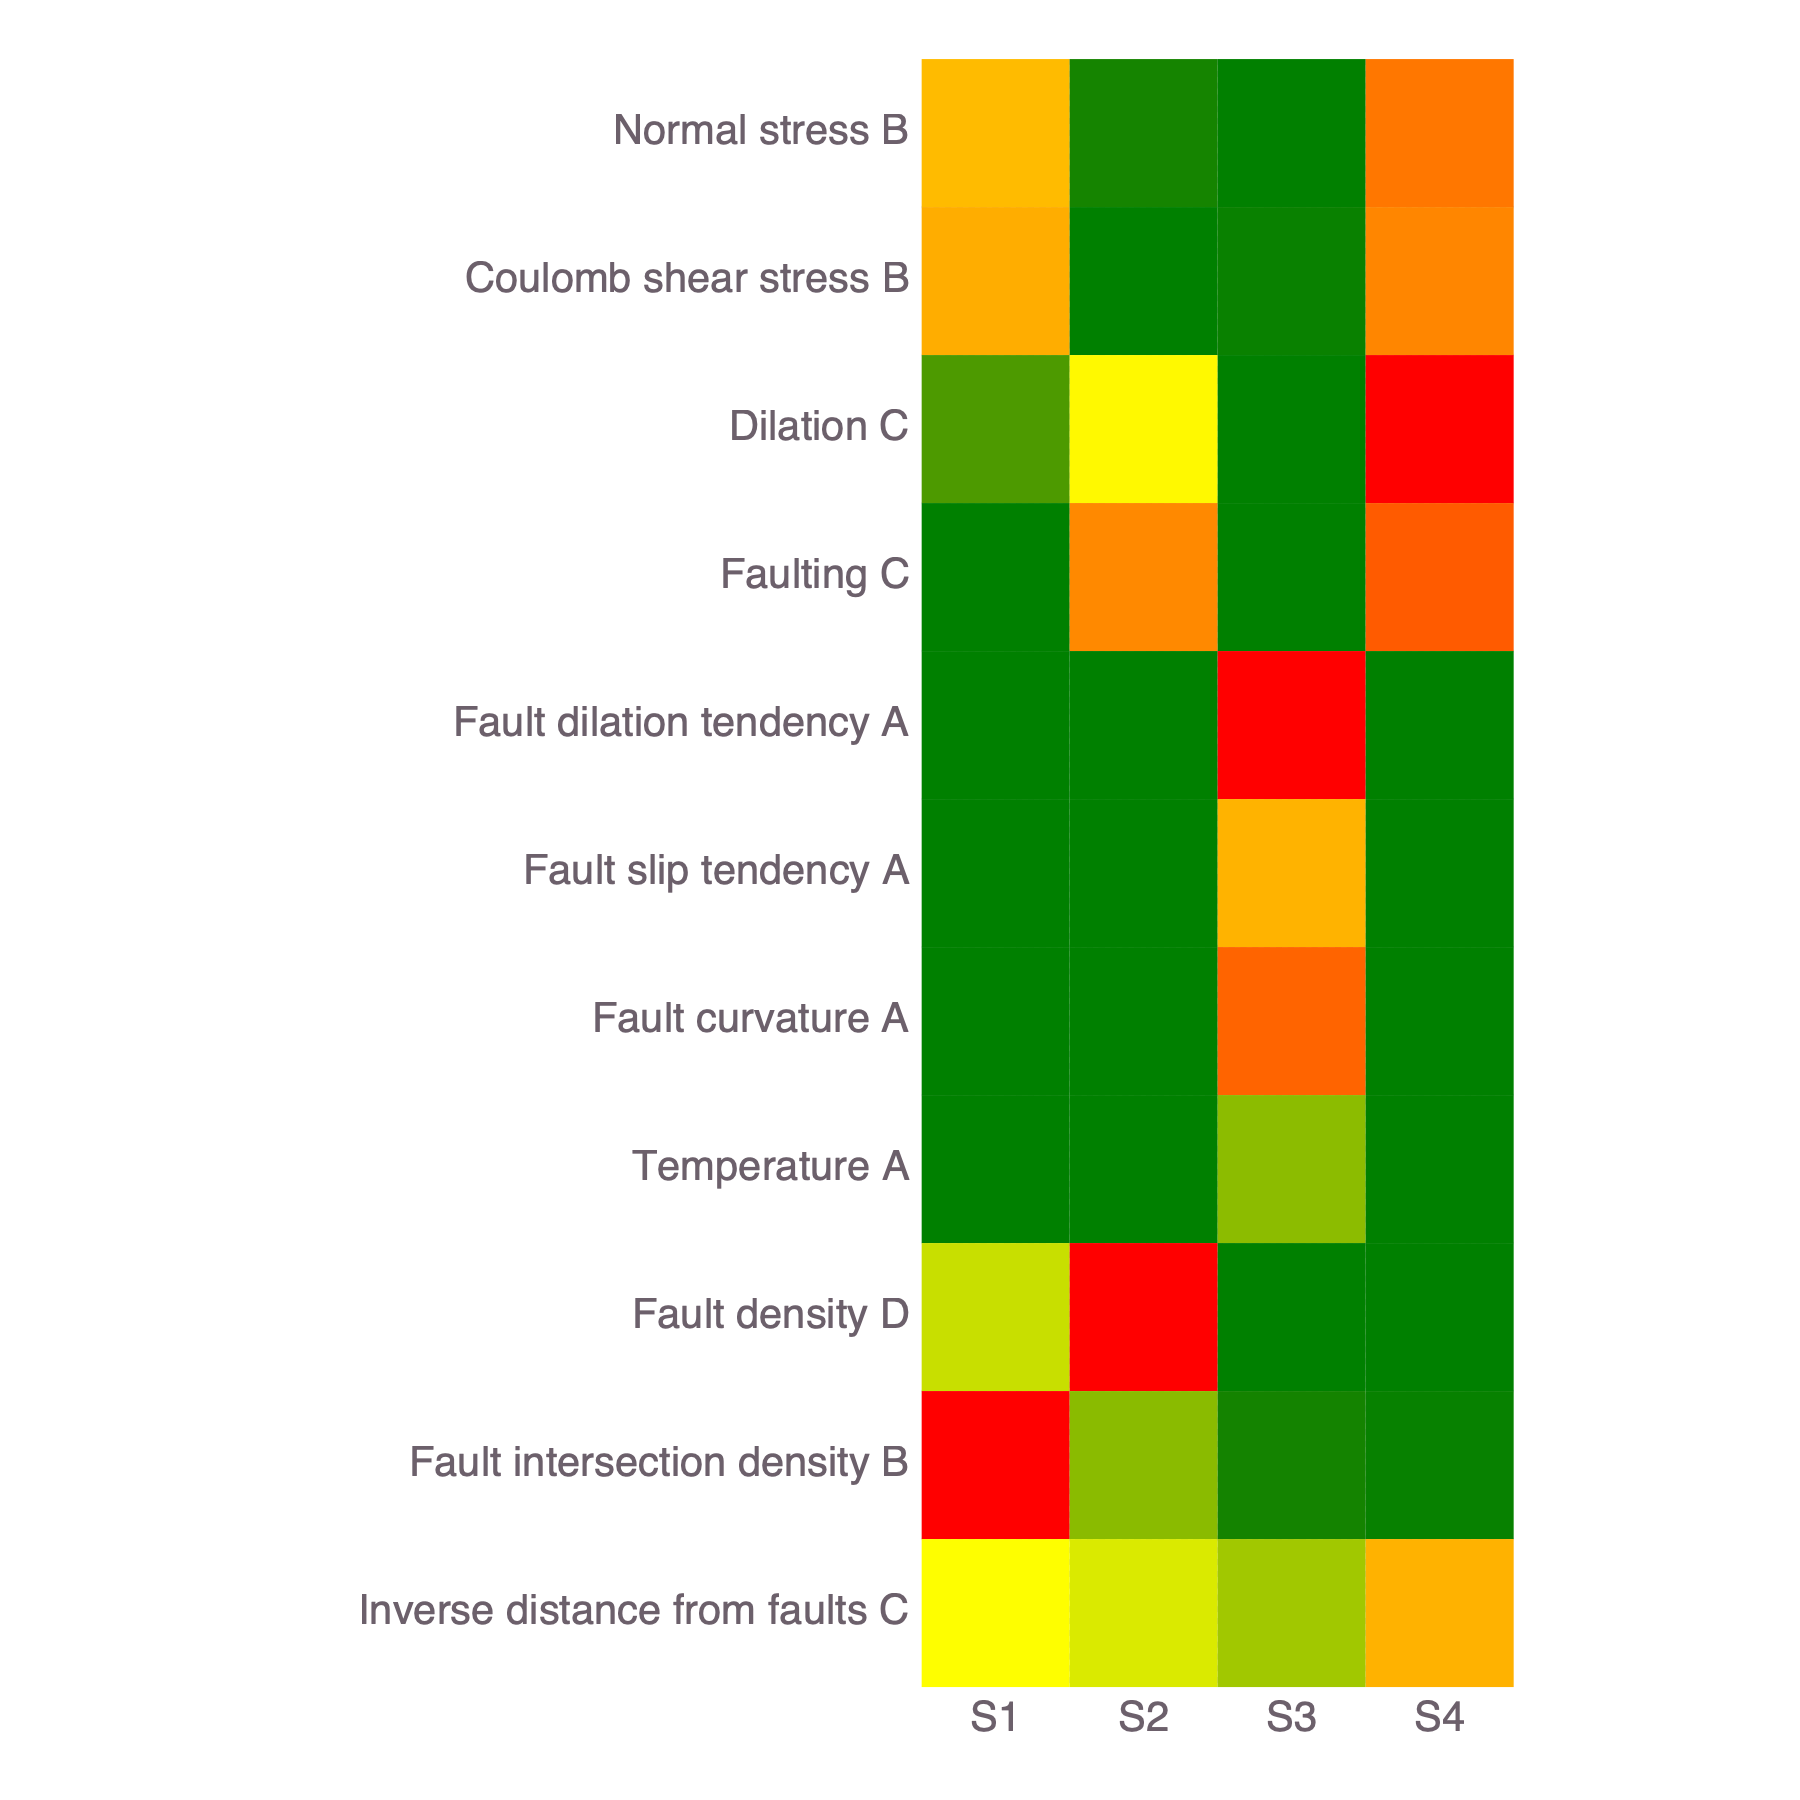 Normal stress B
Coulomb shear stress B
Dilation C
Faulting C
Fault dilation tendency A
Fault slip tendency A
Fault curvature A
Temperature A
Fault density D
Fault intersection density B
Inverse distance from faults C
S1 S2 S3 S4